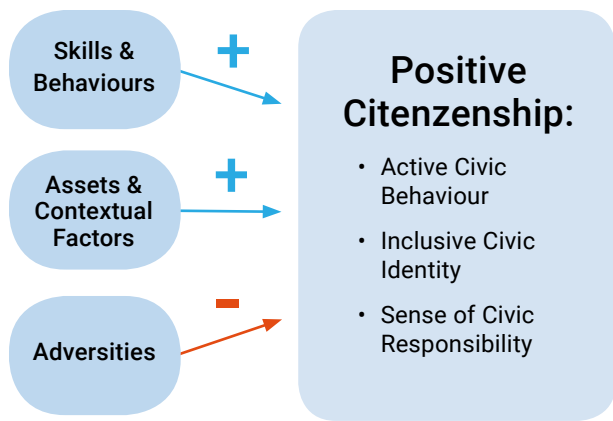 Skills &
Behaviours
+
Assets &
Contextual
Factors
+
Adversities
-
Positive
Citenzenship:
• Active Civic
Behaviour
• Inclusive Civic
Identity
• Sense of Civic
Responsibility